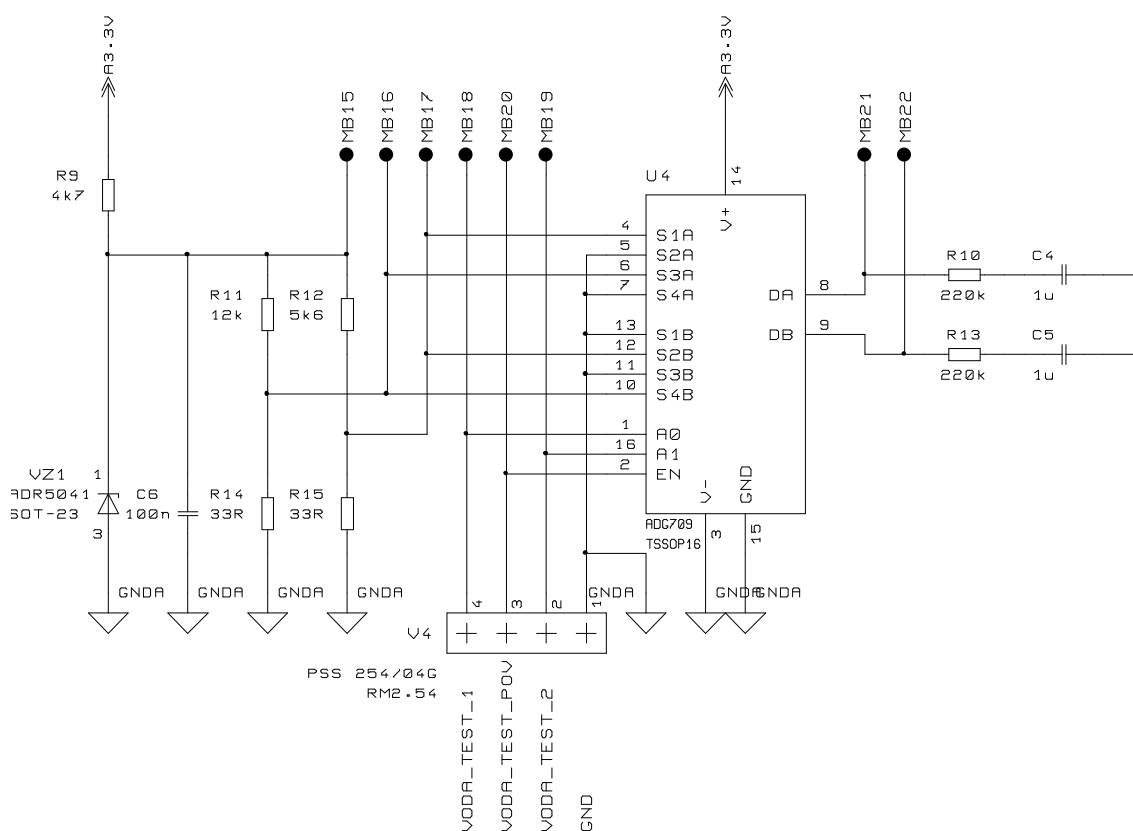 A3.3V
A3.3V
MB15
MB16
MB17
MB18
MB20
MB19
MB21
MB22
R9
4k7
U4
14
V+
4
S1A
5
S2A
6
S3A
7
S4A
13
S1B
12
S2B
11
S3B
10
S4B
1
A0
16
A1
2
EN
DA
8
DB
9
V-
GND
3
15
ADG709
TSSOP16
R10
220k
C4
1u
R13
220k
C5
1u
R11
12k
R12
5k6
VZ1
1
ADR5041
SOT-23
3
C6
100n
R14
33R
R15
33R
GNDA
GNDA
GNDA
GNDA
GNDA
GNDA
GNDA
4
3
2
1
V4
PSS 254/04G
RM2.54
VODA_TEST_1
VODA_TEST_POV
VODA_TEST_2
GND